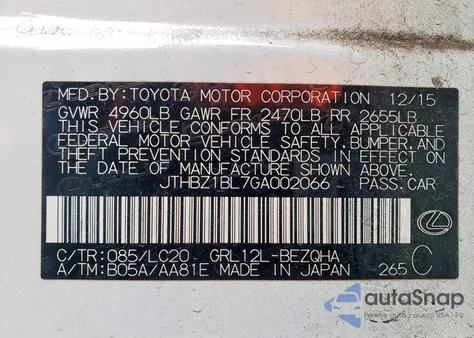 MFD.BY:TOYOTA MOTOR CORPORATION 12/15
GVWR 4960LB GAWR FR 2470LB RR 2655LB
THIS VEHICLE CONFORMS TO ALL APPLICABLE
FEDERAL MOTOR VEHICLE SAFETY,BUMPER,AND
THEFT PREVENTION STANDARDS IN EFFECT ON
THE DATE OF MANUFACTURE SHOWN ABOVE.
JTHBZ1BL7GA002066 PASS.CAR
C/TR:085/LC20 GRL12L-BEZQHA
A/TM:B05A/AA81E MADE IN JAPAN 265 C
autaSnap